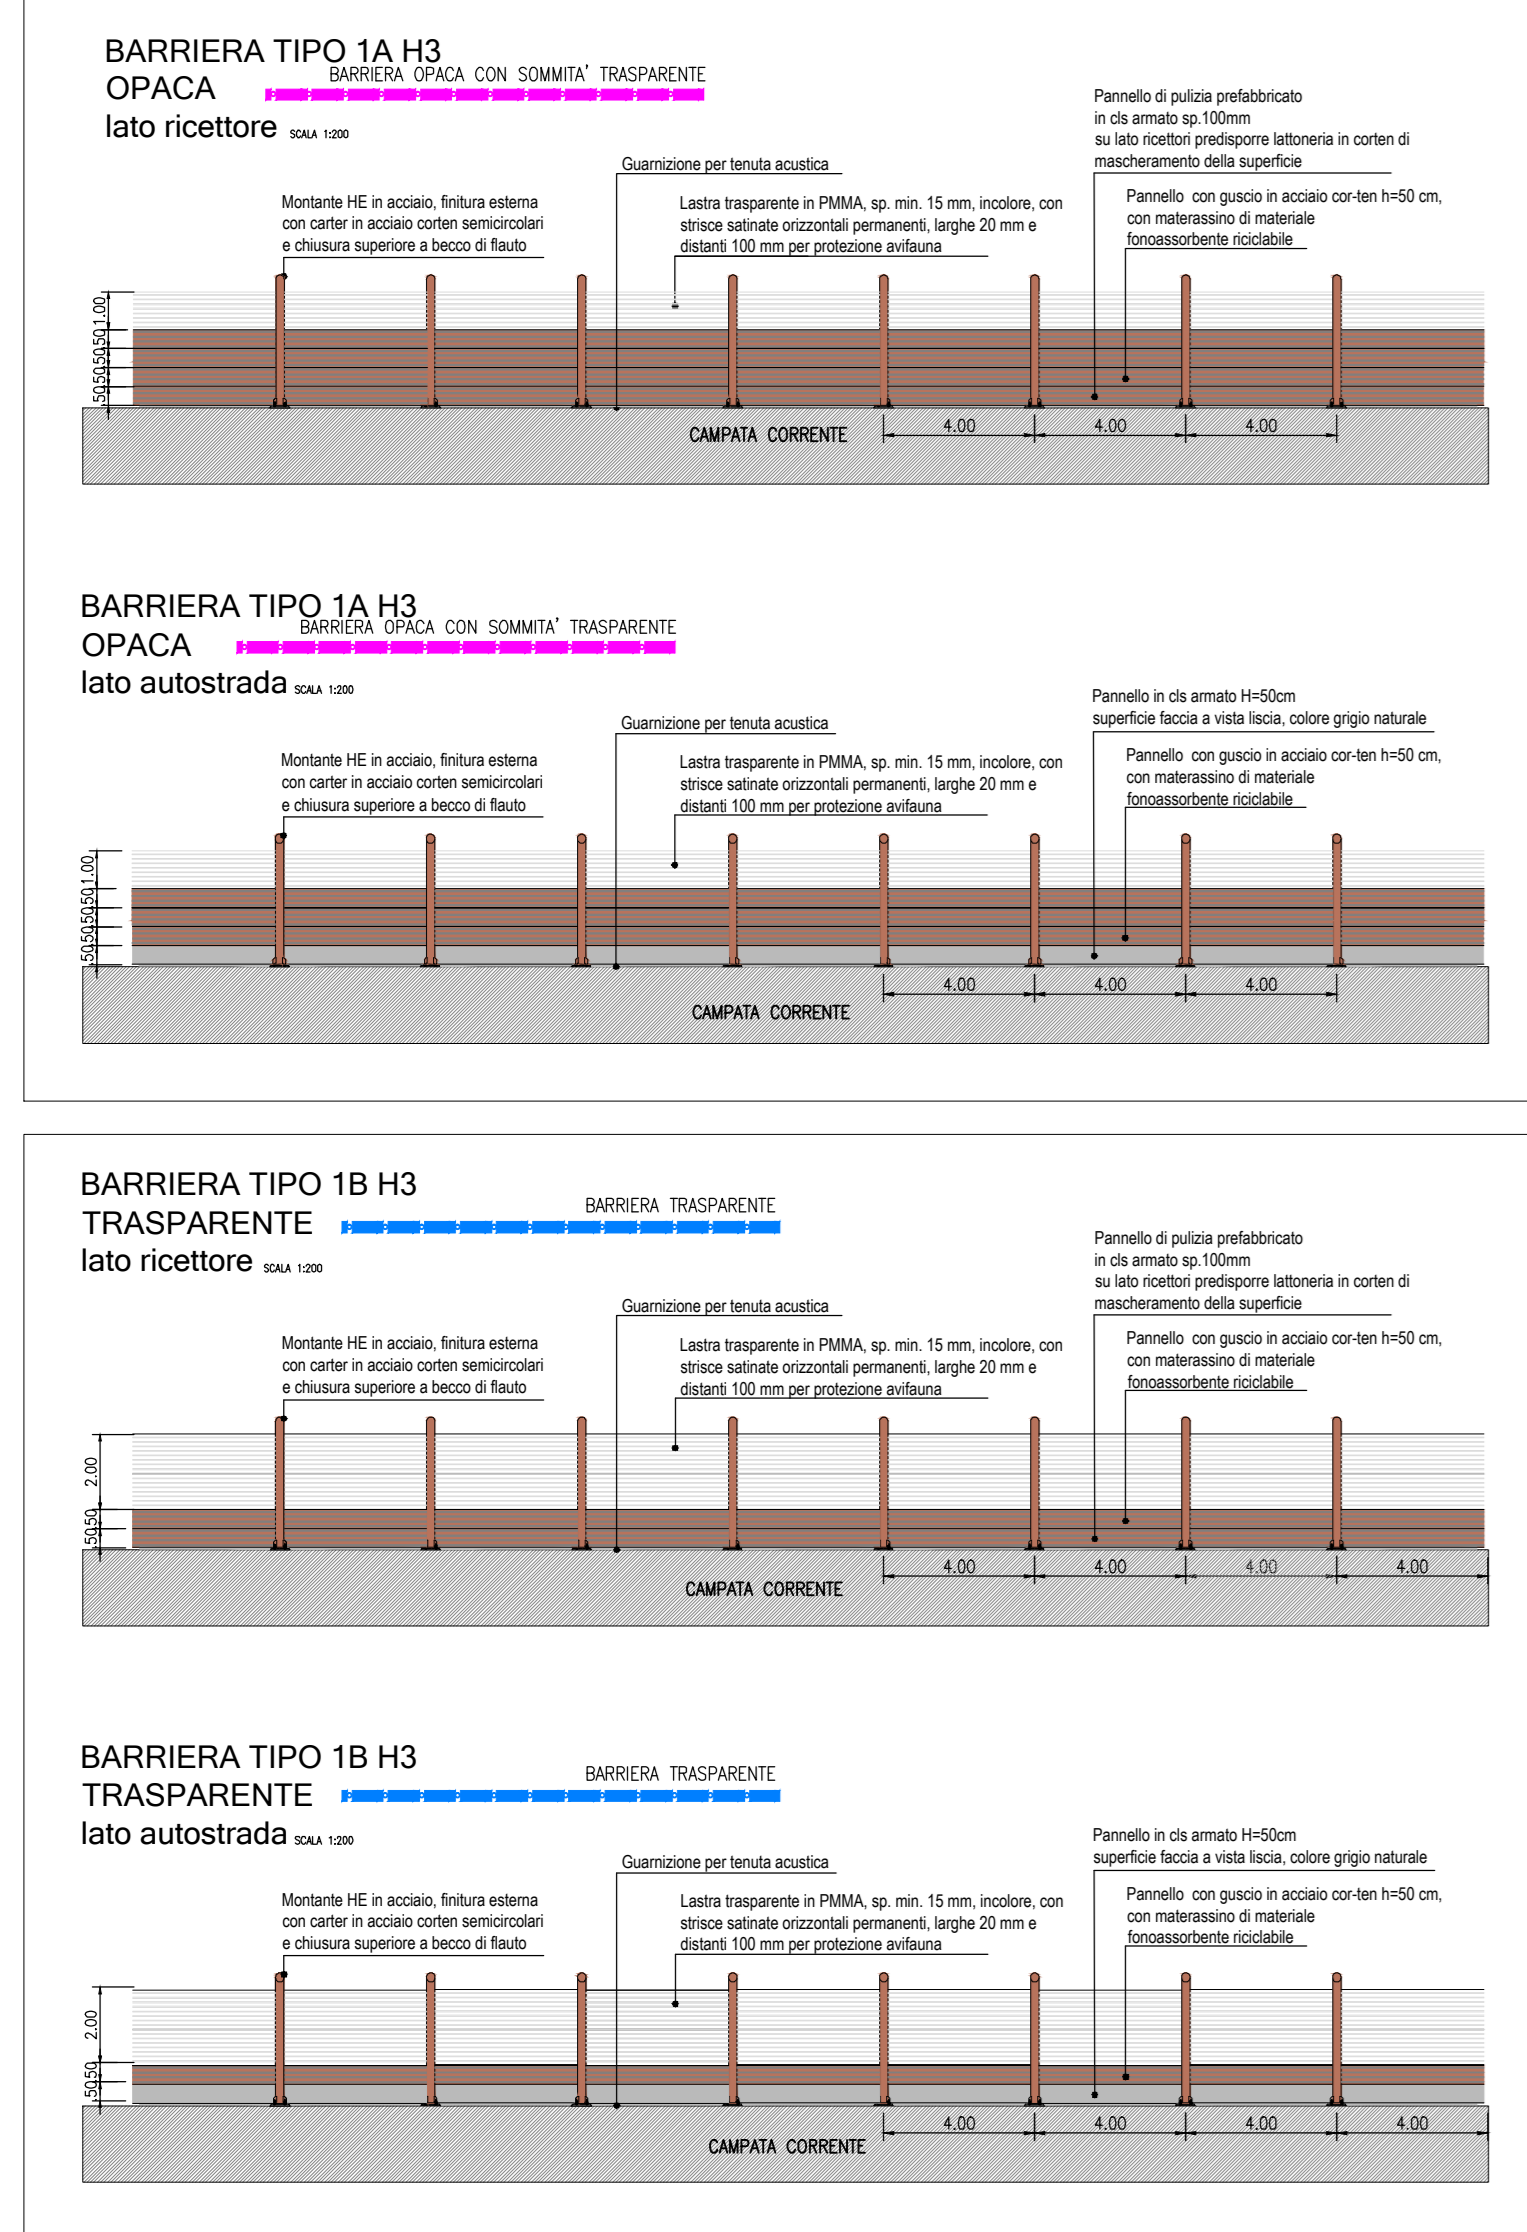 BARRIERA TIPO 1A H3
OPACA
BARRIERA OPACA CON SOMMITA' TRASPARENTE
lato ricettore SCALA 1:200
Pannello di pulizia prefabbricato
in cls armato sp.100mm
su lato ricettori predisporre lattoneria in corten di
mascheramento della superficie
Guarnizione per tenuta acustica
Montante HE in acciaio, finitura esterna
con carter in acciaio corten semicircolari
e chiusura superiore a becco di flauto
Lastra trasparente in PMMA, sp. min. 15 mm, incolore, con
strisce satinate orizzontali permanenti, larghe 20 mm e
distanti 100 mm per protezione avifauna
Pannello con guscio in acciaio cor-ten h=50 cm,
con materassino di materiale
fonoassorbente riciclabile
.50.50.50.50 1.00
CAMPATA CORRENTE
4.00 4.00 4.00
BARRIERA TIPO 1A H3
OPACA
BARRIERA OPACA CON SOMMITA' TRASPARENTE
lato autostrada SCALA 1:200
Pannello in cls armato H=50cm
superficie faccia a vista liscia, colore grigio naturale
Guarnizione per tenuta acustica
Montante HE in acciaio, finitura esterna
con carter in acciaio corten semicircolari
e chiusura superiore a becco di flauto
Lastra trasparente in PMMA, sp. min. 15 mm, incolore, con
strisce satinate orizzontali permanenti, larghe 20 mm e
distanti 100 mm per protezione avifauna
Pannello con guscio in acciaio cor-ten h=50 cm,
con materassino di materiale
fonoassorbente riciclabile
.50.50.50.50 1.00
4.00 4.00 4.00
CAMPATA CORRENTE
BARRIERA TIPO 1B H3
TRASPARENTE
BARRIERA TRASPARENTE
lato ricettore SCALA 1:200
Pannello di pulizia prefabbricato
in cls armato sp.100mm
su lato ricettori predisporre lattoneria in corten di
mascheramento della superficie
Guarnizione per tenuta acustica
Montante HE in acciaio, finitura esterna
con carter in acciaio corten semicircolari
e chiusura superiore a becco di flauto
Lastra trasparente in PMMA, sp. min. 15 mm, incolore, con
strisce satinate orizzontali permanenti, larghe 20 mm e
distanti 100 mm per protezione avifauna
Pannello con guscio in acciaio cor-ten h=50 cm,
con materassino di materiale
fonoassorbente riciclabile
.50.50 2.00
4.00 4.00 4.00 4.00
CAMPATA CORRENTE
BARRIERA TIPO 1B H3
TRASPARENTE
BARRIERA TRASPARENTE
lato autostrada SCALA 1:200
Pannello in cls armato H=50cm
superficie faccia a vista liscia, colore grigio naturale
Guarnizione per tenuta acustica
Montante HE in acciaio, finitura esterna
con carter in acciaio corten semicircolari
e chiusura superiore a becco di flauto
Lastra trasparente in PMMA, sp. min. 15 mm, incolore, con
strisce satinate orizzontali permanenti, larghe 20 mm e
distanti 100 mm per protezione avifauna
Pannello con guscio in acciaio cor-ten h=50 cm,
con materassino di materiale
fonoassorbente riciclabile
.50.50 2.00
4.00 4.00 4.00 4.00
CAMPATA CORRENTE